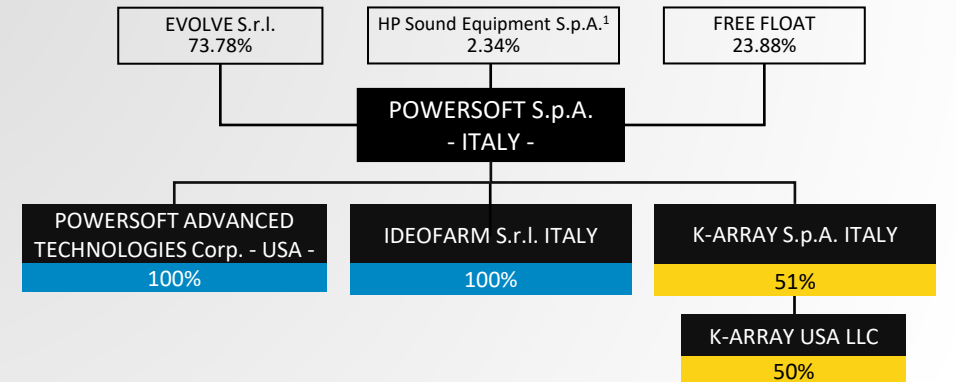 EVOLVE S.r.l.
73.78%
HP Sound Equipment S.p.A.¹
2.34%
FREE FLOAT
23.88%
POWERSOFT S.p.A.
- ITALY -
POWERSOFT ADVANCED
TECHNOLOGIES Corp. - USA -
100%
IDEOFARM S.r.l. ITALY
100%
K-ARRAY S.p.A. ITALY
51%
K-ARRAY USA LLC
50%